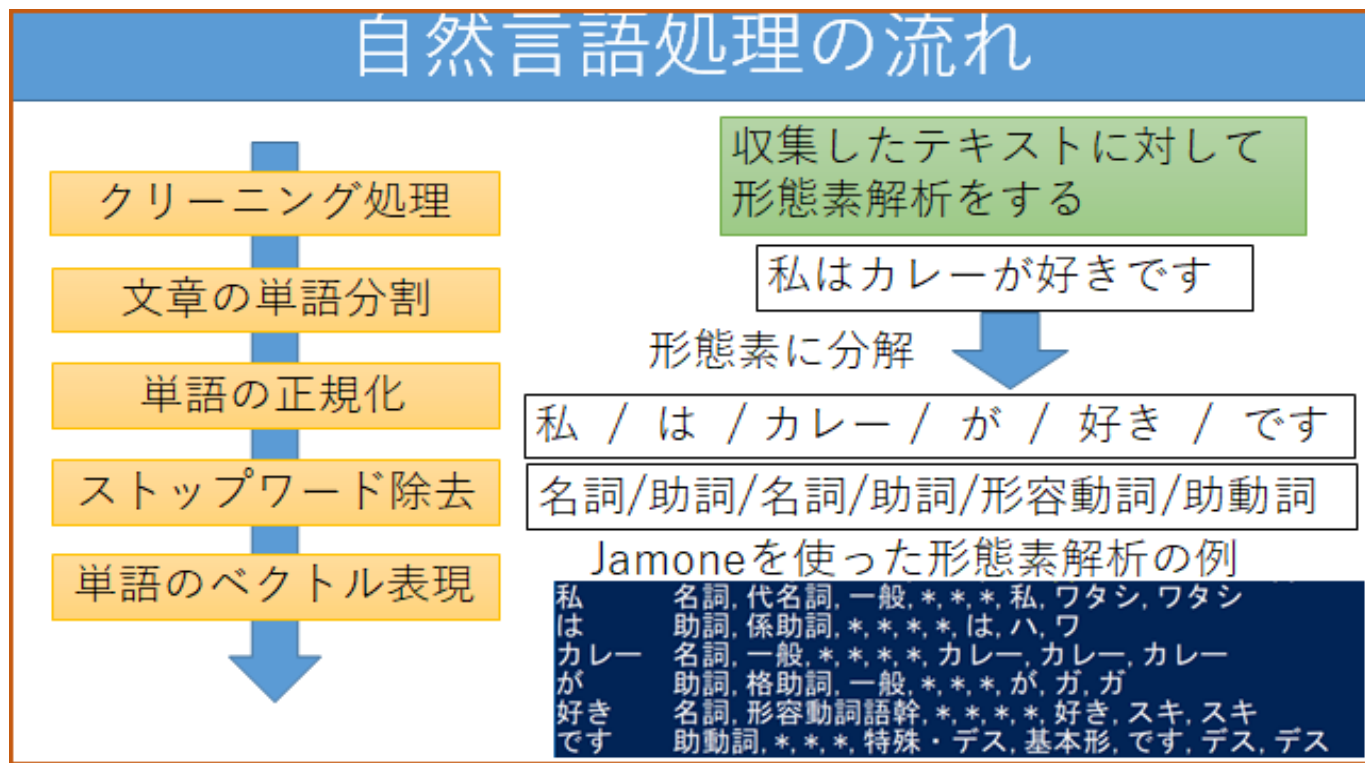 自然言語処理の流れ
クリーニング処理
文章の単語分割
単語の正規化
ストップワード除去
単語のベクトル表現
収集したテキストに対して
形態素解析をする
私はカレーが好きです
形態素に分解
私 / は / カレー / が / 好き / です
名詞/助詞/名詞/助詞/形容動詞/助動詞
Jamoneを使った形態素解析の例
私 名詞,代名詞,一般,*,*,*,私,ワタシ,ワタシ
は 助詞,係助詞,*,*,*,*,は,ハ,ワ
カレー 名詞,一般,*,*,*,*,カレー,カレー,カレー
が 助詞,格助詞,一般,*,*,*,が,ガ,ガ
好き 名詞,形容動詞語幹,*,*,*,*,好き,スキ,スキ
です 助動詞,*,*,*,特殊・デス,基本形,です,デス,デス